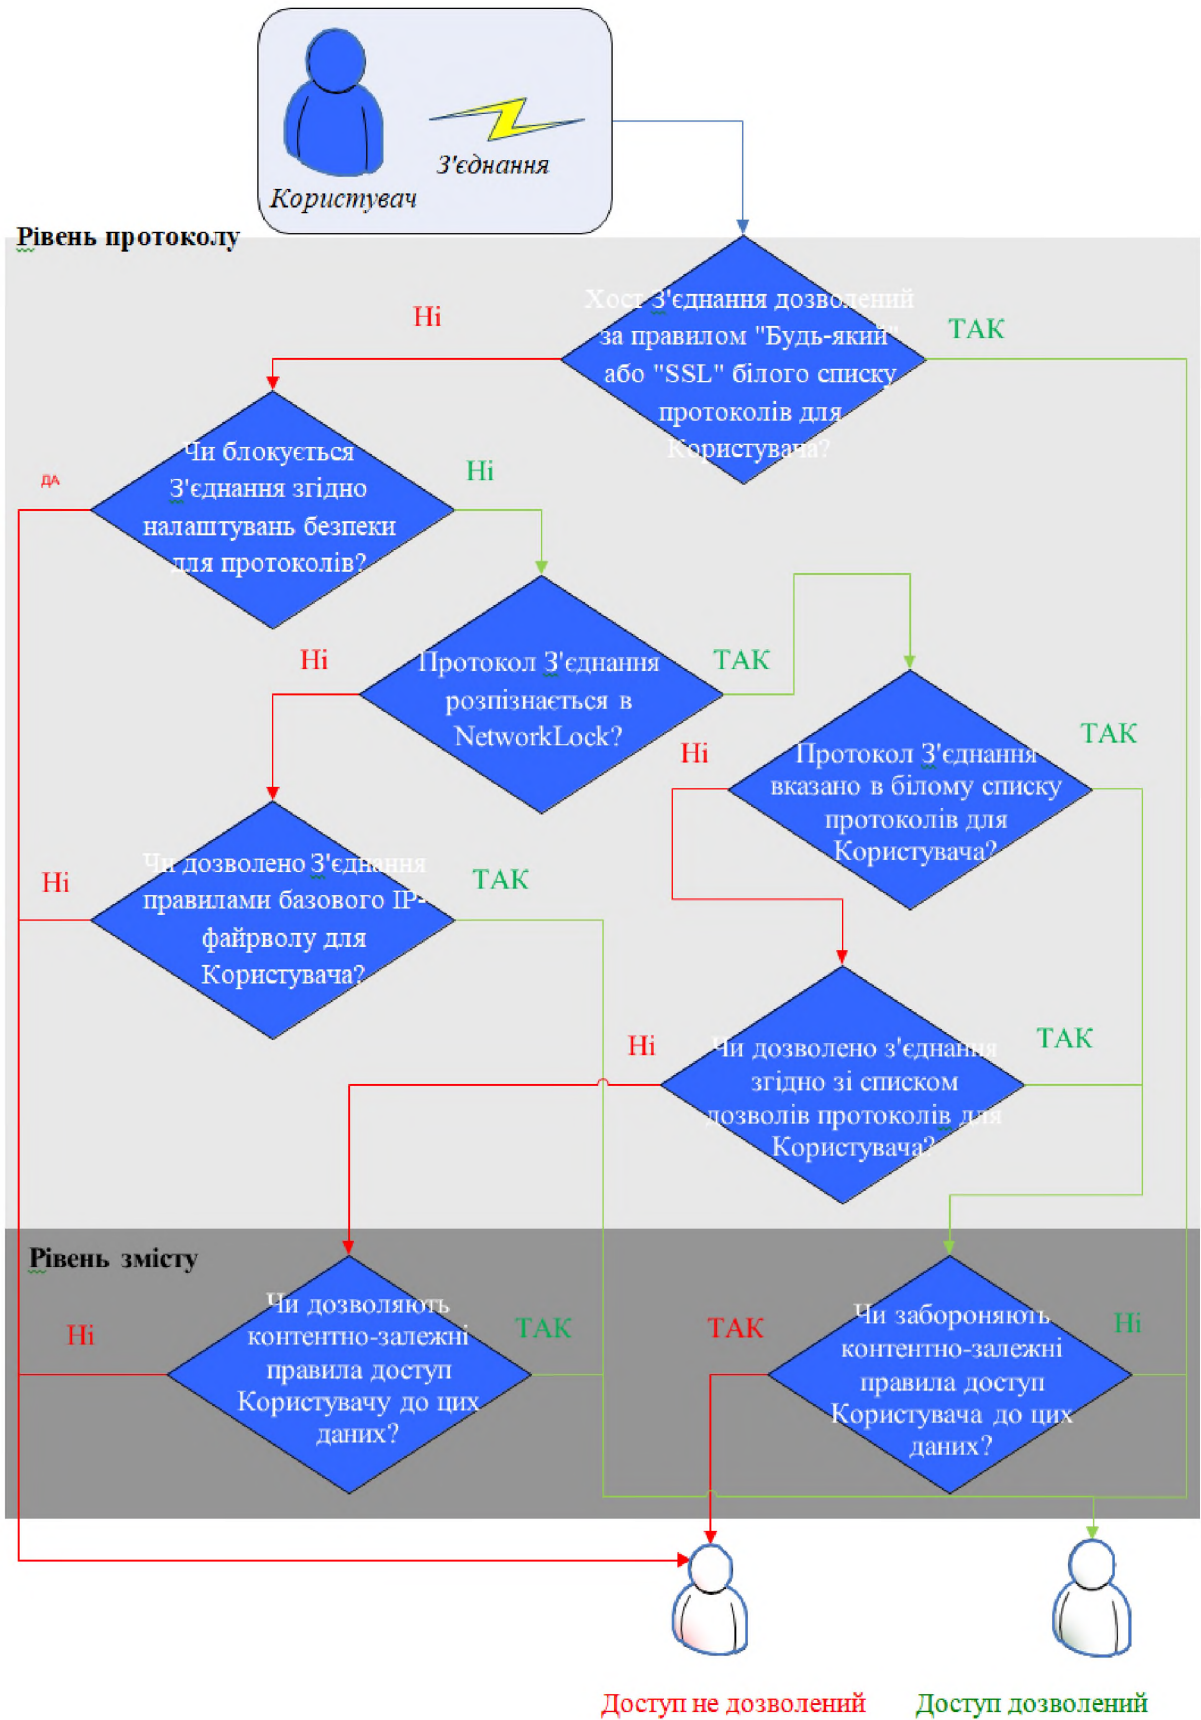 З'єднання
Користувач
Рівень протоколу
Хост З'єднання дозволений
за правилом "Будь-який"
або "SSL" білого списку
протоколів для
Користувача?
Ні
ТАК
Чи блокується
З'єднання згідно
налаштувань безпеки
для протоколів?
ДА
Ні
Протокол З'єднання
розпізнається в
NetworkLock?
Ні
ТАК
Протокол З'єднання
вказано в білому списку
протоколів для
Користувача?
Ні
ТАК
Чи дозволено З'єднання
правилами базового IP-
файрволу для
Користувача?
Ні
ТАК
Чи дозволено з'єднання
згідно зі списком
дозволів протоколів для
Користувача?
Ні
ТАК
Рівень змісту
Чи дозволяють
контентно-залежні
правила доступ
Користувачу до цих
даних?
Ні
ТАК
Чи забороняють
контентно-залежні
правила доступ
Користувача до цих
даних?
ТАК
Ні
Доступ не дозволений
Доступ дозволений